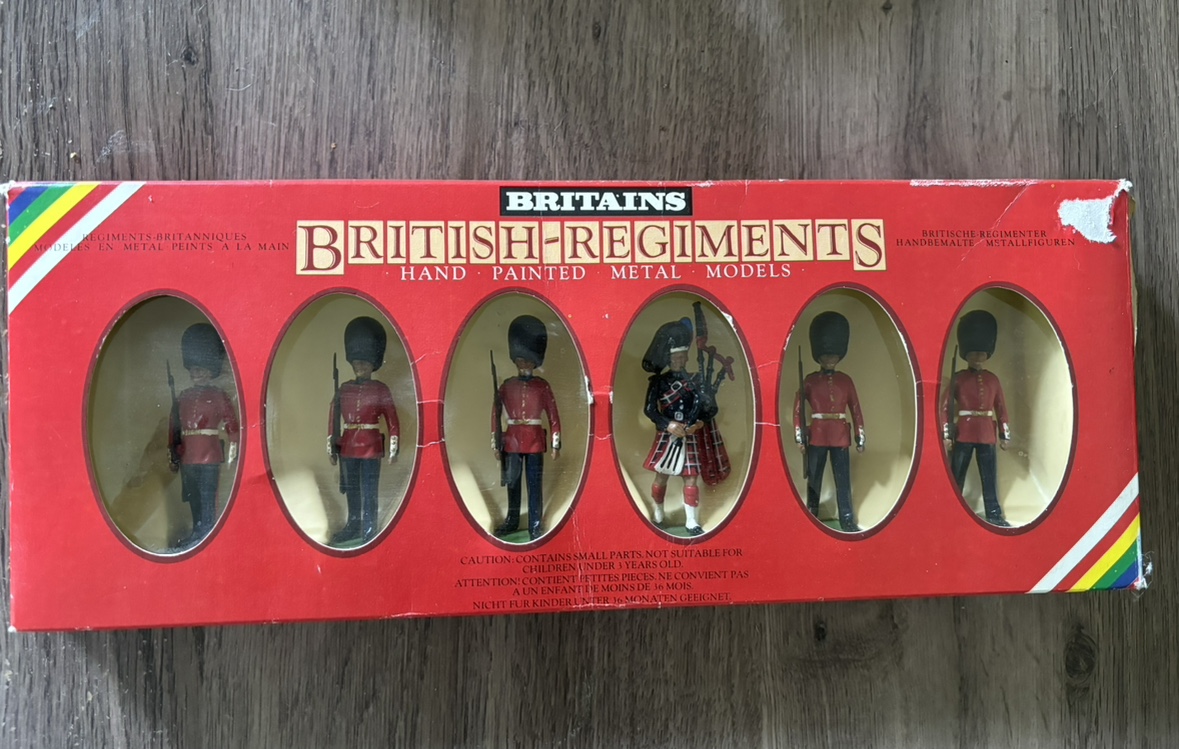 BRITAINS
BRITISH-REGIMENTS
HAND · PAINTED · METAL · MODELS ·
REGIMENTS-BRITANNIQUES
MODELES EN METAL PEINTS A LA MAIN
BRITISCHE-REGIMENTER
HANDBEMALTE METALLFIGUREN
CAUTION: CONTAINS SMALL PARTS. NOT SUITABLE FOR
CHILDREN UNDER 3 YEARS OLD.
ATTENTION: CONTIENT PETITES PIECES. NE CONVIENT PAS
A UN ENFANT DE MOINS DE 36 MOIS.
NICHT FUR KINDER UNTER 36 MONATEN GEEIGNET.